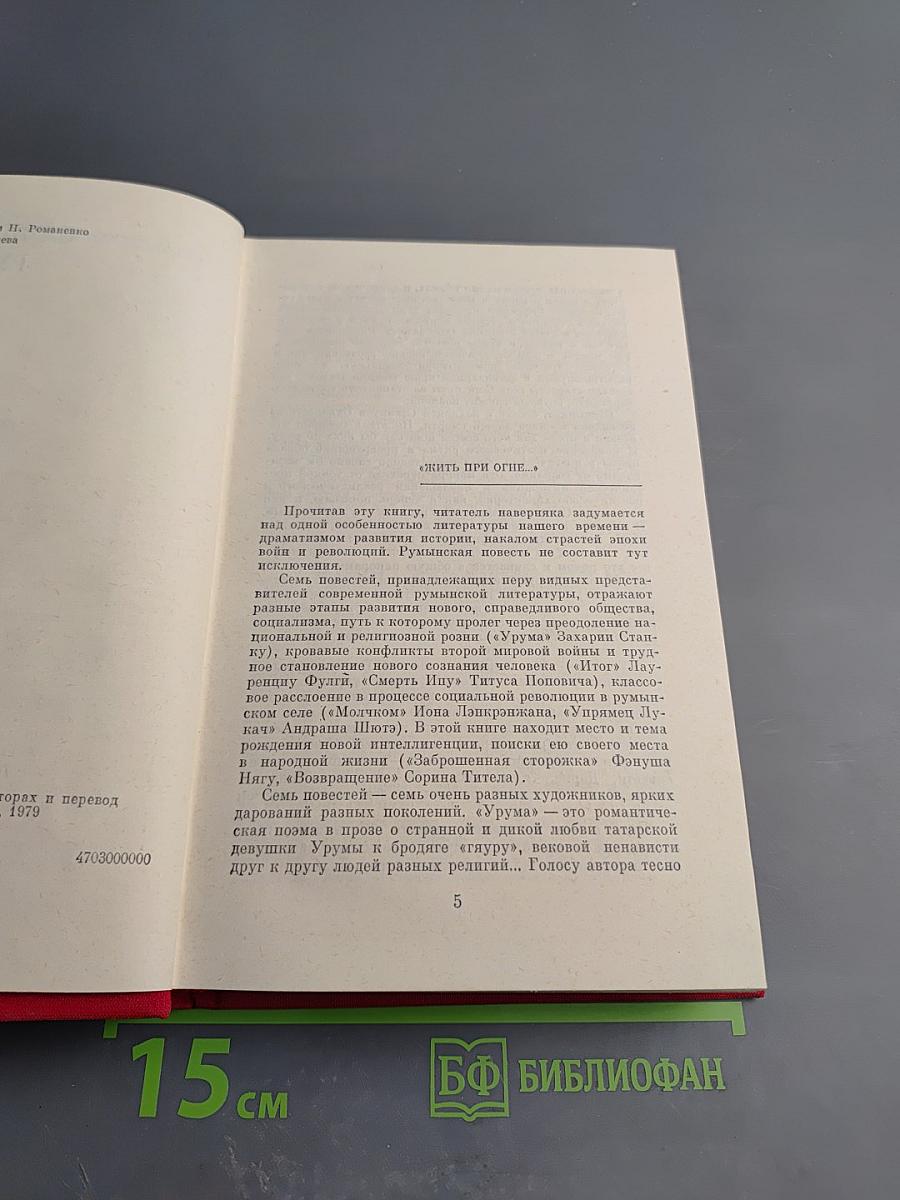 и Н. Романенко
ева
торах и перевод
, 1979
4703000000
«ЖИТЬ ПРИ ОГНЕ...»
Прочитав эту книгу, читатель наверняка задумается
над одной особенностью литературы нашего времени —
драматизмом развития истории, накалом страстей эпохи
войн и революций. Румынская повесть не составит тут
исключения.
Семь повестей, принадлежащих перу видных предста-
вителей современной румынской литературы, отражают
разные этапы развития нового, справедливого общества,
социализма, путь к которому пролег через преодоление на-
циональной и религиозной розни («Урума» Захарии Стан-
ку), кровавые конфликты второй мировой войны и труд-
ное становление нового сознания человека («Итог» Лау-
ренциу Фулги, «Смерть Ипу» Титуса Поповича), классо-
вое расслоение в процессе социальной революции в румын-
ском селе («Молчком» Иона Лэнкрэнжана, «Упрямец Лу-
кач» Андраша Шютэ). В этой книге находит место и тема
рождения новой интеллигенции, поиски ею своего места
в народной жизни («Заброшенная сторожка» Фэнуша
Нягу, «Возвращение» Сорина Титела).
Семь повестей — семь очень разных художников, ярких
дарований разных поколений. «Урума» — это романтиче-
ская поэма в прозе о странной и дикой любви татарской
девушки Урумы к бродяге «гяуру», вековой ненависти
друг к другу людей разных религий... Голосу автора тесно
5
15 см
БФ БИБЛИОФАН